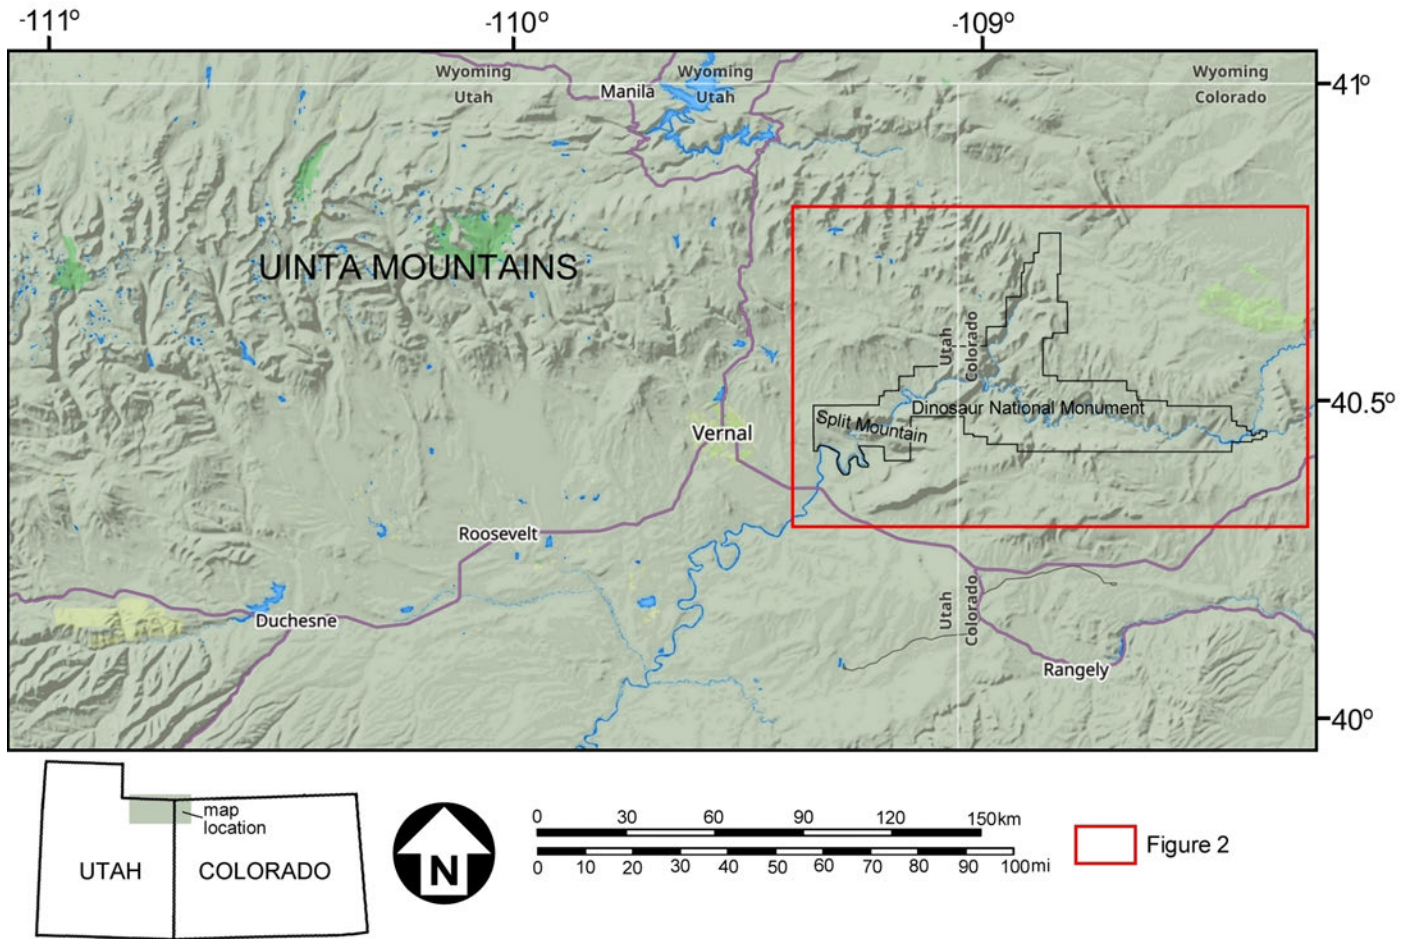 -111º -110º -109º
Wyoming Wyoming Wyoming
Utah Utah Colorado
Manila
41º
UINTA MOUNTAINS
Utah
Colorado
40.5º
Dinosaur National Monument
Split Mountain
Vernal
Roosevelt
Utah
Colorado
Duchesne
Rangely
40º
map
location
UTAH COLORADO
N
0 30 60 90 120 150km
0 10 20 30 40 50 60 70 80 90 100mi
Figure 2